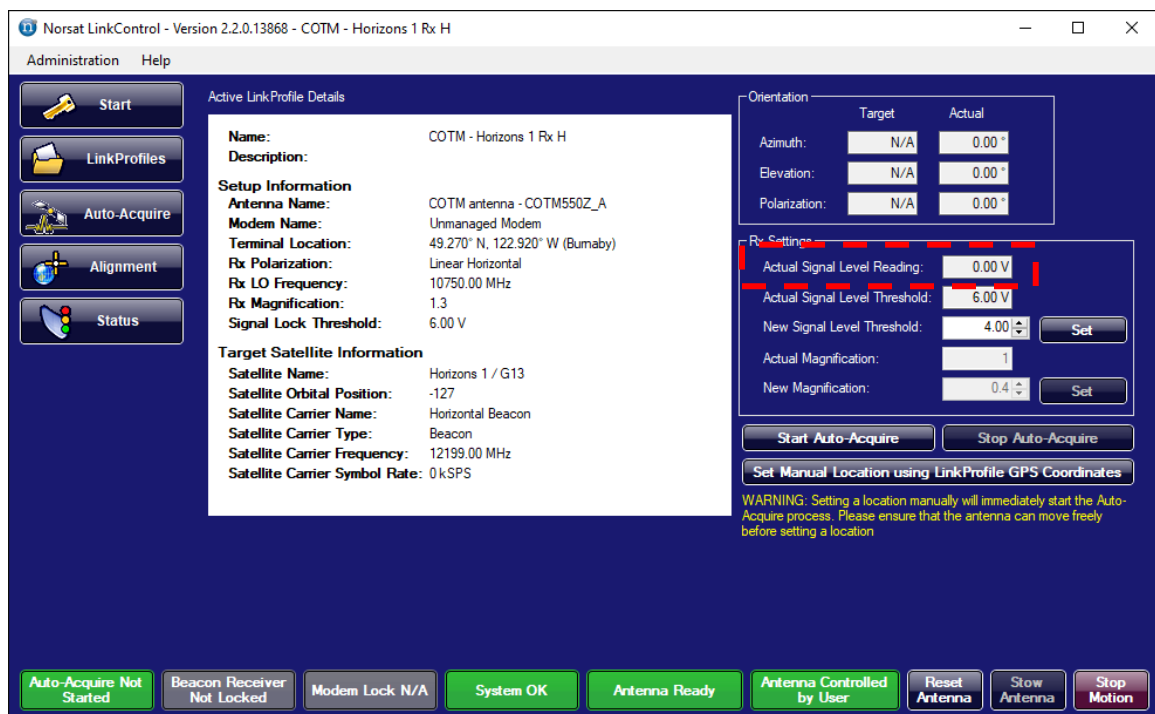 Norsat LinkControl - Version 2.2.0.13868 - COTM - Horizons 1 Rx H
Administration Help
Start
LinkProfiles
Auto-Acquire
Alignment
Status
Active LinkProfile Details
Name: COTM - Horizons 1 Rx H
Description:
Setup Information
Antenna Name: COTM antenna - COTM550Z_A
Modem Name: Unmanaged Modem
Terminal Location: 49.270° N, 122.920° W (Burnaby)
Rx Polarization: Linear Horizontal
Rx LO Frequency: 10750.00 MHz
Rx Magnification: 1.3
Signal Lock Threshold: 6.00 V
Target Satellite Information
Satellite Name: Horizons 1 / G13
Satellite Orbital Position: -127
Satellite Carrier Name: Horizontal Beacon
Satellite Carrier Type: Beacon
Satellite Carrier Frequency: 12199.00 MHz
Satellite Carrier Symbol Rate: 0 kSPS
Orientation
Target Actual
Azimuth: N/A 0.00 °
Elevation: N/A 0.00 °
Polarization: N/A 0.00 °
Rx Settings
Actual Signal Level Reading: 0.00 V
Actual Signal Level Threshold: 6.00 V
New Signal Level Threshold: 4.00 Set
Actual Magnification: 1
New Magnification: 0.4 Set
Start Auto-Acquire Stop Auto-Acquire
Set Manual Location using LinkProfile GPS Coordinates
WARNING: Setting a location manually will immediately start the Auto-
Acquire process. Please ensure that the antenna can move freely
before setting a location
Auto-Acquire Not
Started
Beacon Receiver
Not Locked
Modem Lock N/A
System OK
Antenna Ready
Antenna Controlled
by User
Reset
Antenna
Stow
Antenna
Stop
Motion